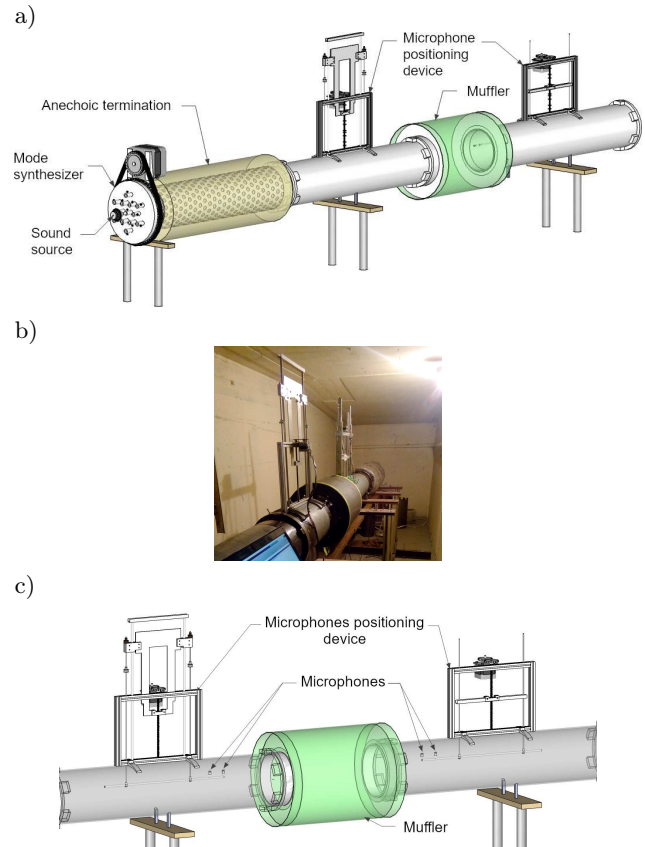 a)
Microphone
positioning
device
Muffler
Anechoic termination
Mode
synthesizer
Sound
source
b)
c)
Microphones positioning
device
Microphones
Muffler